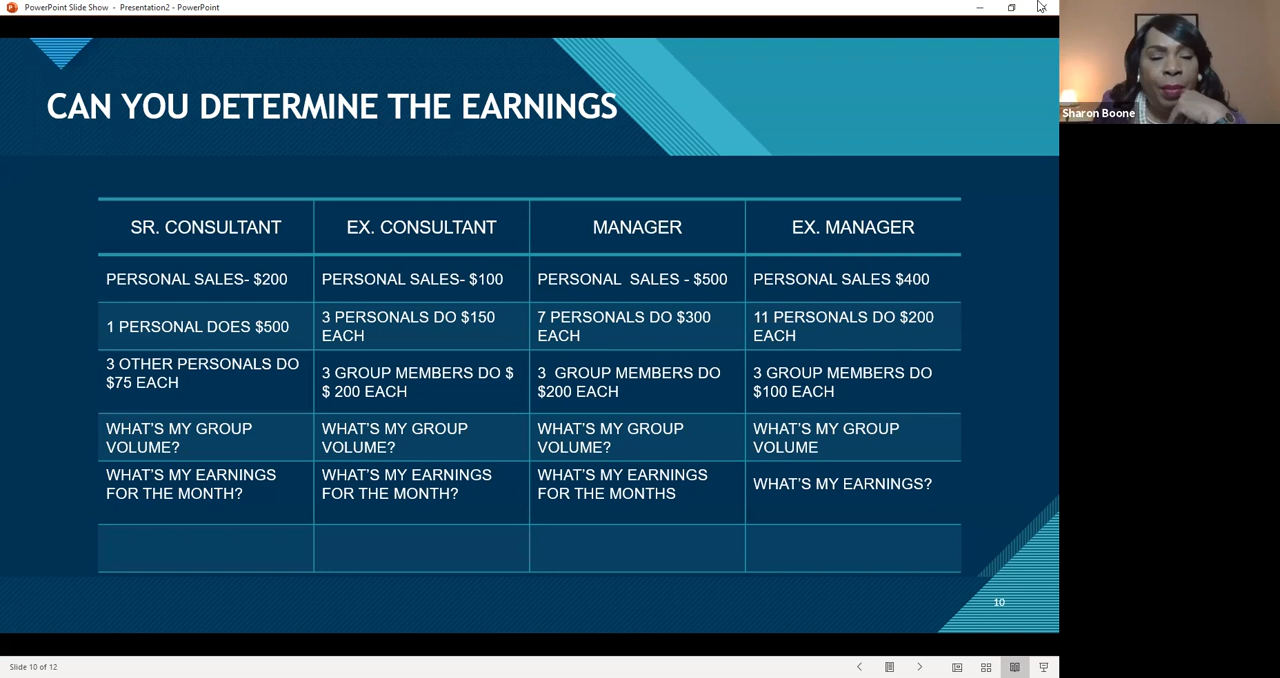 PowerPoint Slide Show - Presentation2 - PowerPoint
Sharon Boone
CAN YOU DETERMINE THE EARNINGS
SR. CONSULTANT
EX. CONSULTANT
MANAGER
EX. MANAGER
PERSONAL SALES- $200
PERSONAL SALES- $100
PERSONAL SALES - $500
PERSONAL SALES $400
1 PERSONAL DOES $500
3 PERSONALS DO $150
EACH
7 PERSONALS DO $300
EACH
11 PERSONALS DO $200
EACH
3 OTHER PERSONALS DO
$75 EACH
3 GROUP MEMBERS DO $
$ 200 EACH
3 GROUP MEMBERS DO
$200 EACH
3 GROUP MEMBERS DO
$100 EACH
WHAT'S MY GROUP
VOLUME?
WHAT'S MY GROUP
VOLUME?
WHAT'S MY GROUP
VOLUME?
WHAT'S MY GROUP
VOLUME
WHAT'S MY EARNINGS
FOR THE MONTH?
WHAT'S MY EARNINGS
FOR THE MONTH?
WHAT'S MY EARNINGS
FOR THE MONTHS
WHAT'S MY EARNINGS?
10
Slide 10 of 12